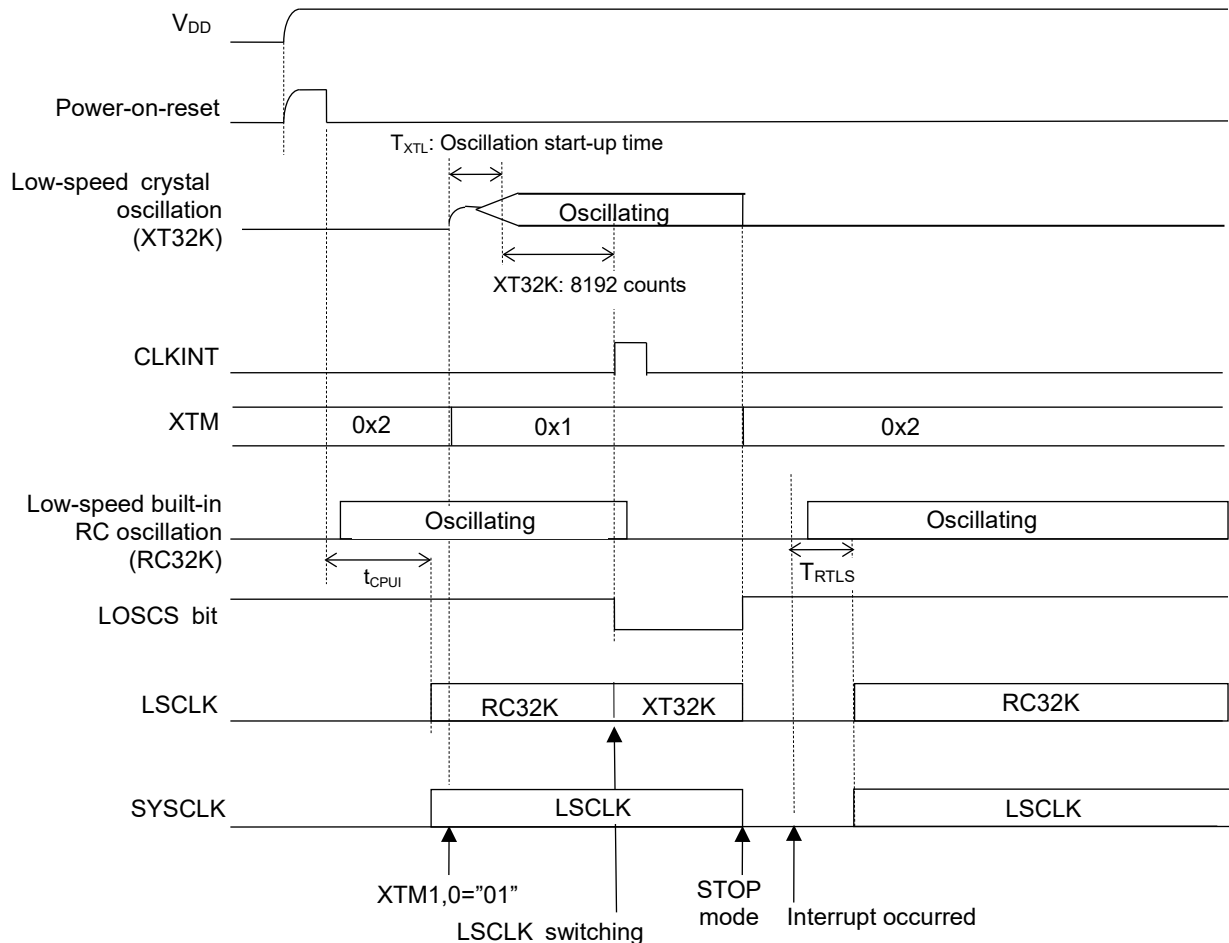 VDD
Power-on-reset
TXTL: Oscillation start-up time
Low-speed crystal
oscillation
(XT32K)
Oscillating
XT32K: 8192 counts
CLKINT
XTM
0x2
0x1
0x2
Low-speed built-in
RC oscillation
(RC32K)
Oscillating
Oscillating
tCPUI
TRTLS
LOSCS bit
LSCLK
RC32K
XT32K
RC32K
SYSCLK
LSCLK
LSCLK
XTM1,0=”01”
LSCLK switching
STOP
mode
Interrupt occurred